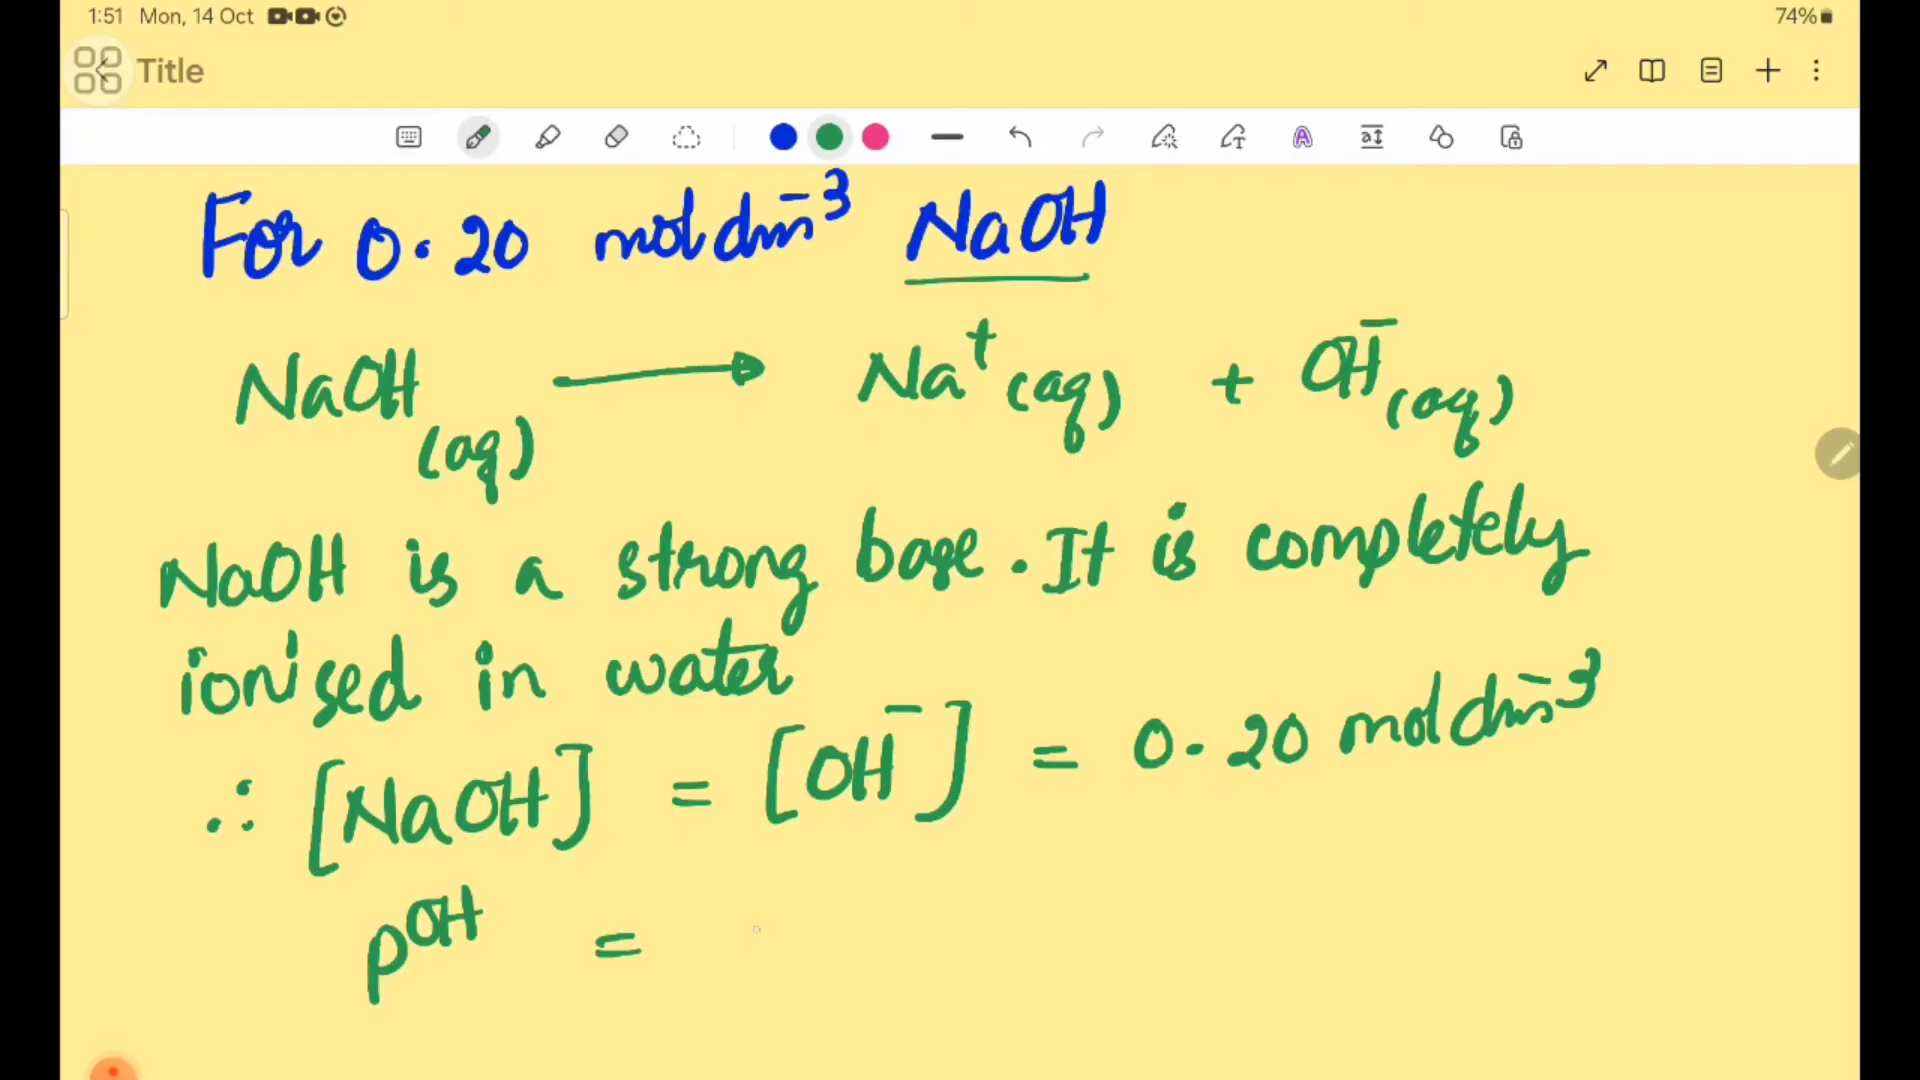 1:51 Mon, 14 Oct
74%
Title
For 0.20 mol dm⁻³ NaOH
NaOH(aq) ⟶ Na⁺(aq) + OH⁻(aq)
NaOH is a strong base. It is completely
ionised in water
∴ [NaOH] = [OH⁻] = 0.20 mol dm⁻³
pOH =